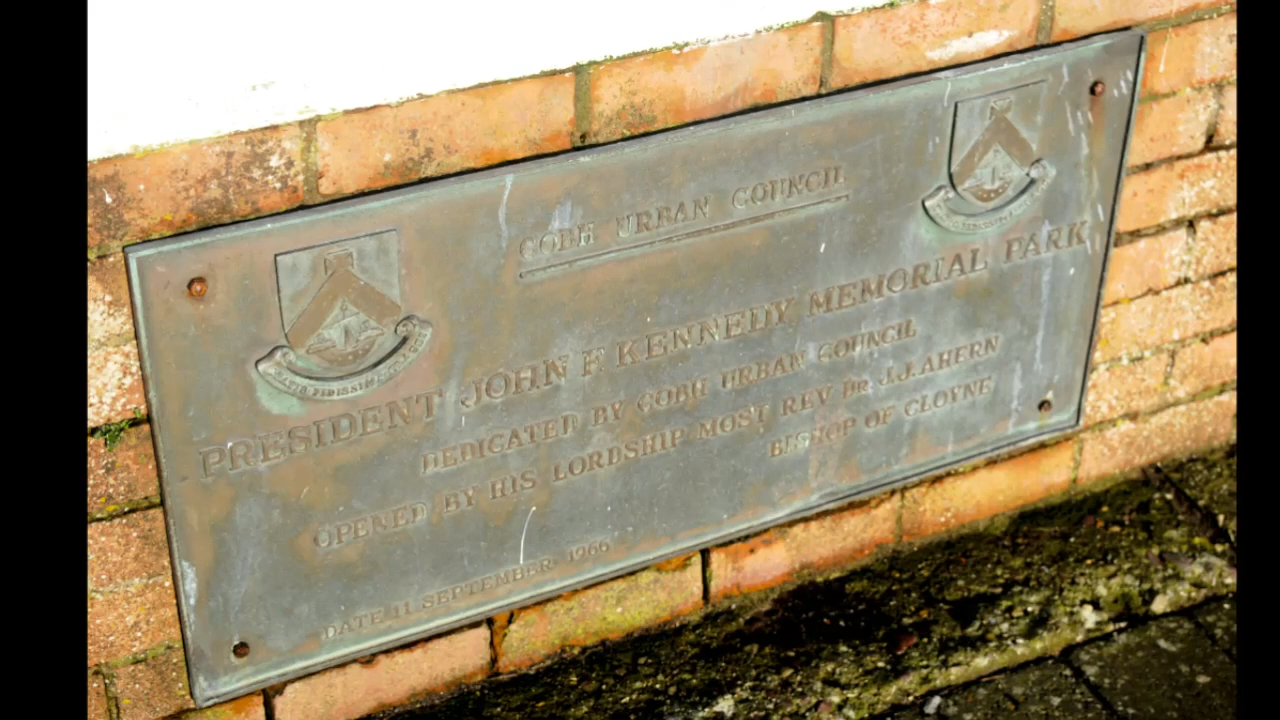 COBH URBAN COUNCIL
PRESIDENT JOHN F. KENNEDY MEMORIAL PARK
DEDICATED BY COBH URBAN COUNCIL
OPENED BY HIS LORDSHIP MOST REV DR J.J. AHERN
BISHOP OF CLOYNE
DATE 11 SEPTEMBER 1966